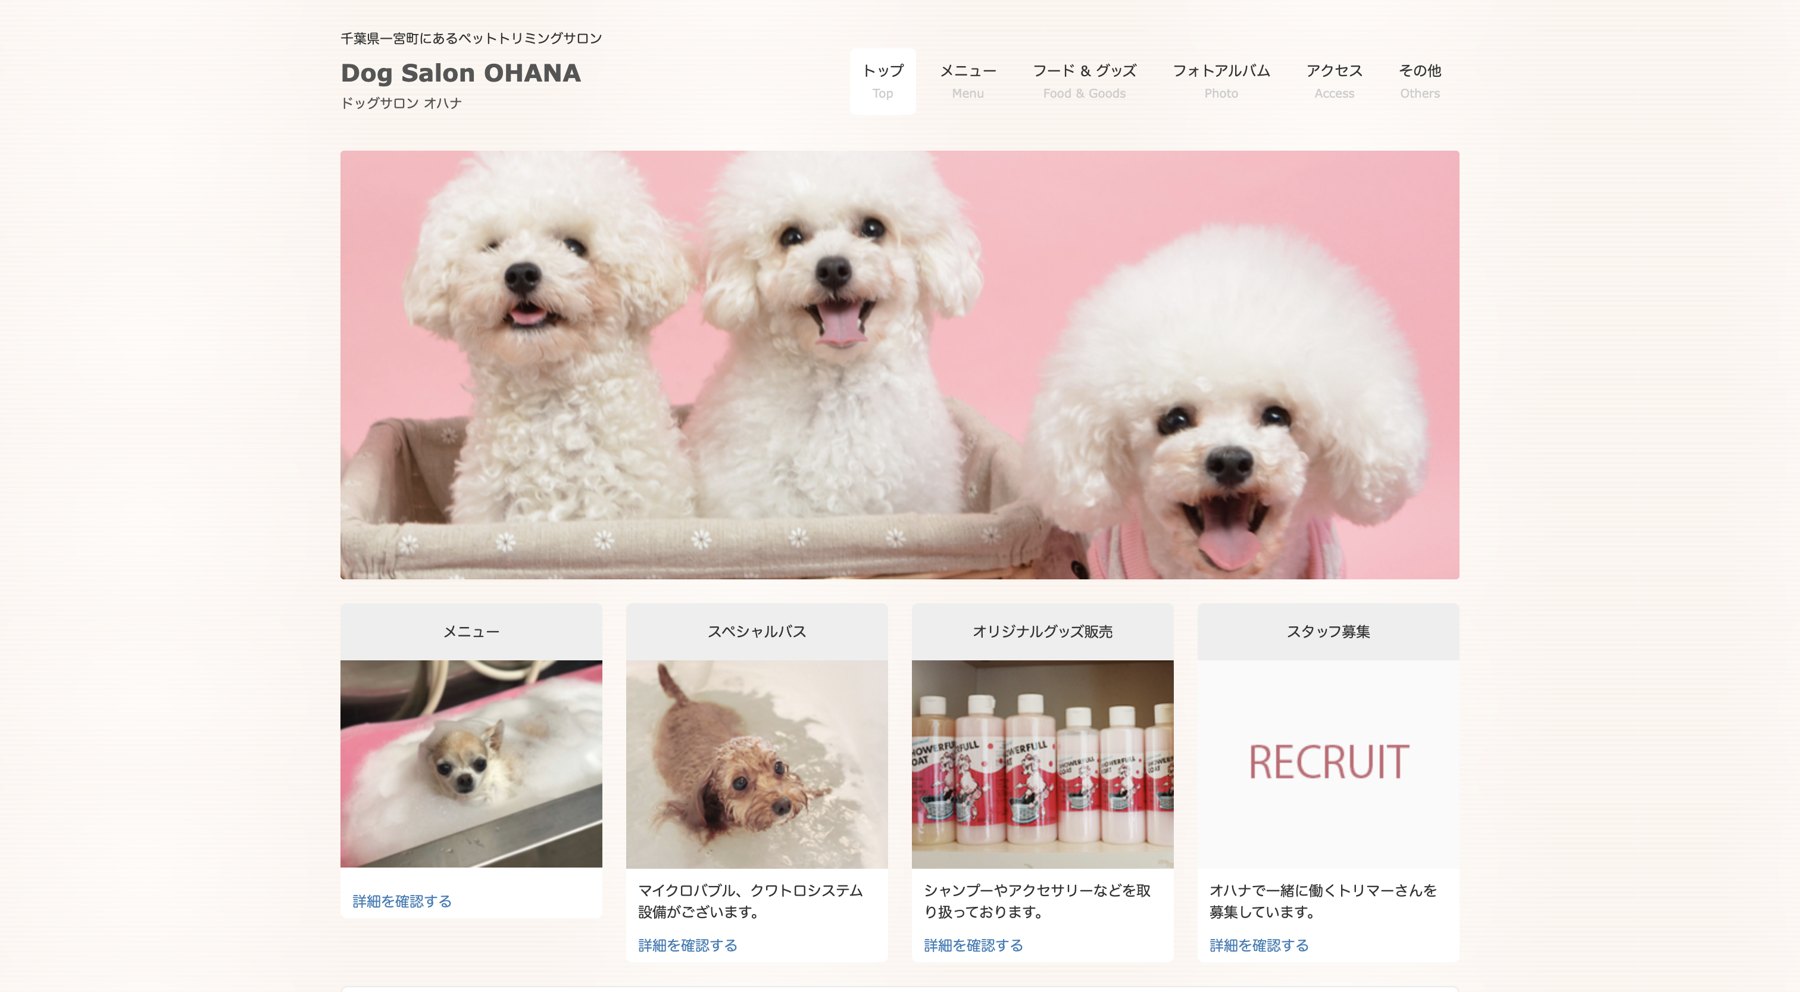 千葉県一宮町にあるペットトリミングサロン
Dog Salon OHANA
ドッグサロン オハナ
トップ
Top
メニュー
Menu
フード & グッズ
Food & Goods
フォトアルバム
Photo
アクセス
Access
その他
Others
メニュー
詳細を確認する
スペシャルバス
マイクロバブル、クワトロシステム
設備がございます。
詳細を確認する
オリジナルグッズ販売
SHOWERFULL
COAT
シャンプーやアクセサリーなどを取
り扱っております。
詳細を確認する
スタッフ募集
RECRUIT
オハナで一緒に働くトリマーさんを
募集しています。
詳細を確認する